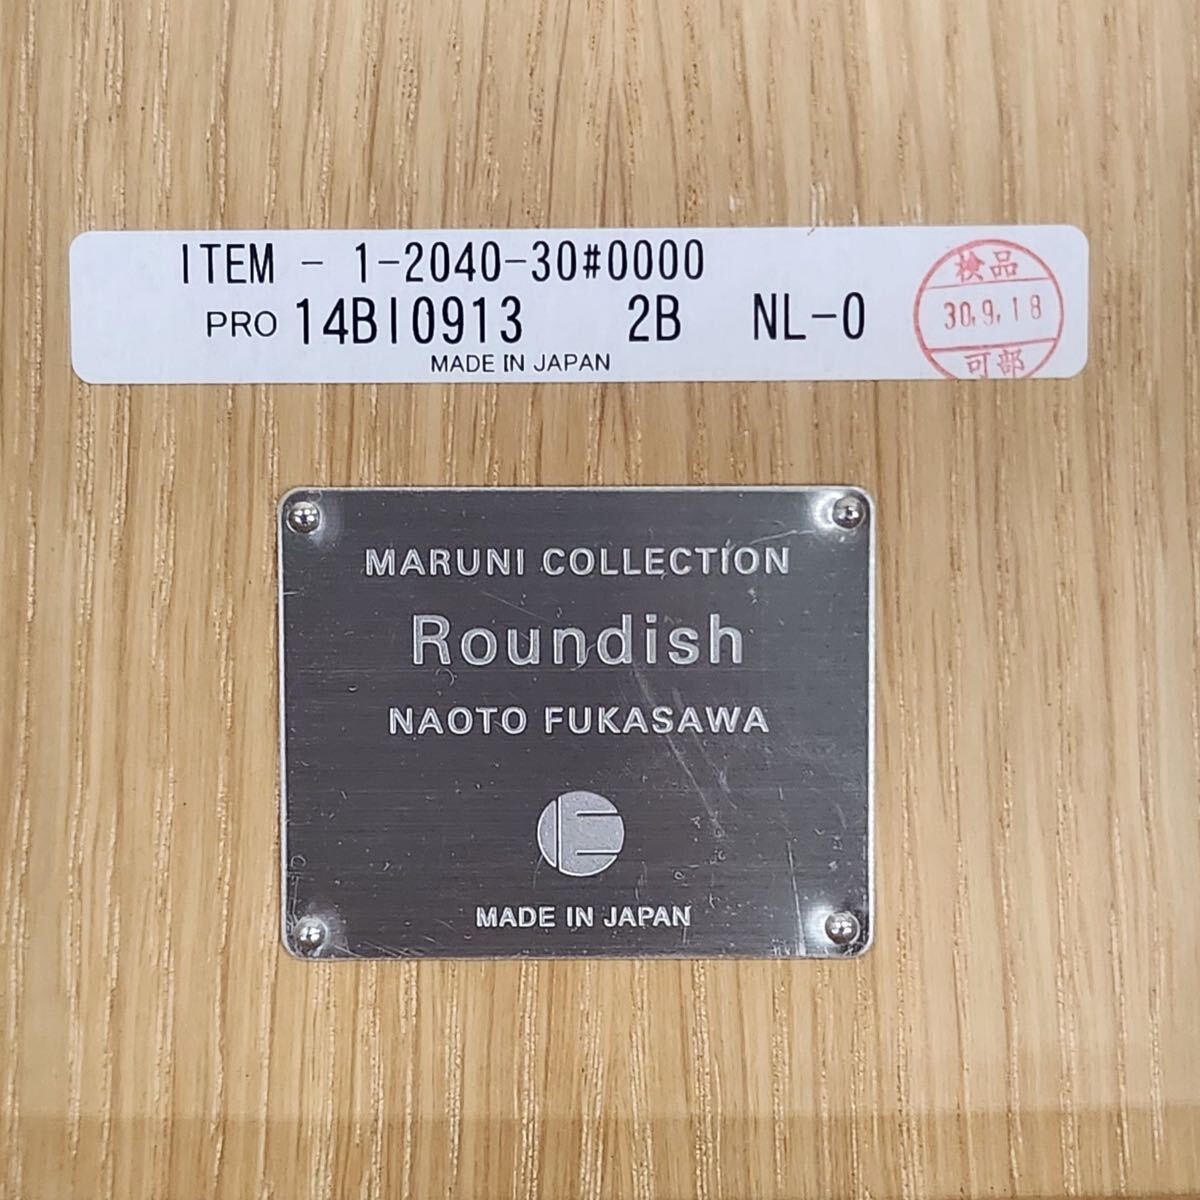 ITEM - 1-2040-30#0000
PRO 14BI0913 2B NL-0
MADE IN JAPAN
検品
30.9.18
可部
MARUNI COLLECTION
Roundish
NAOTO FUKASAWA
MADE IN JAPAN